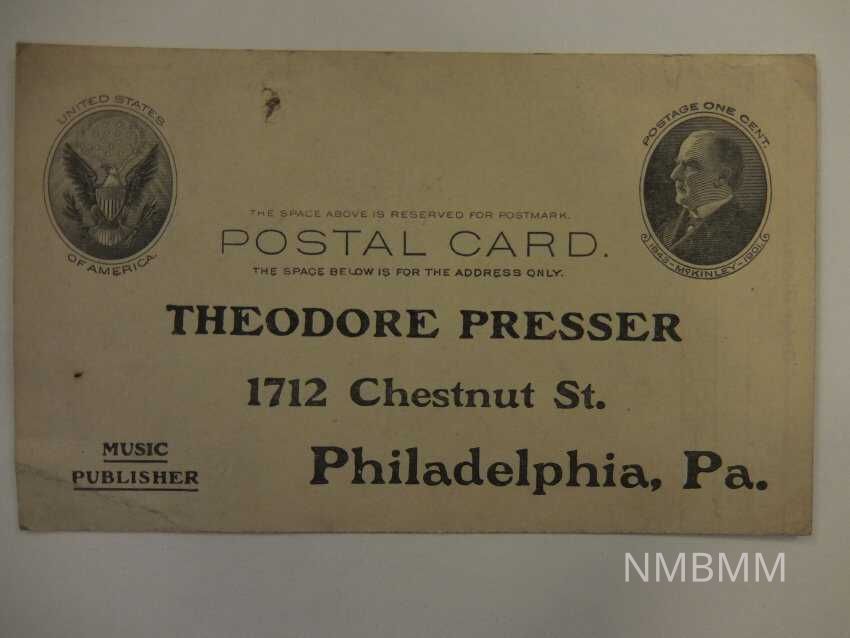 UNITED STATES
OF AMERICA.
POSTAGE ONE CENT.
1843-McKINLEY-1901.
THE SPACE ABOVE IS RESERVED FOR POSTMARK.
POSTAL CARD.
THE SPACE BELOW IS FOR THE ADDRESS ONLY.
THEODORE PRESSER
1712 Chestnut St.
MUSIC
PUBLISHER
Philadelphia, Pa.
NMBMM